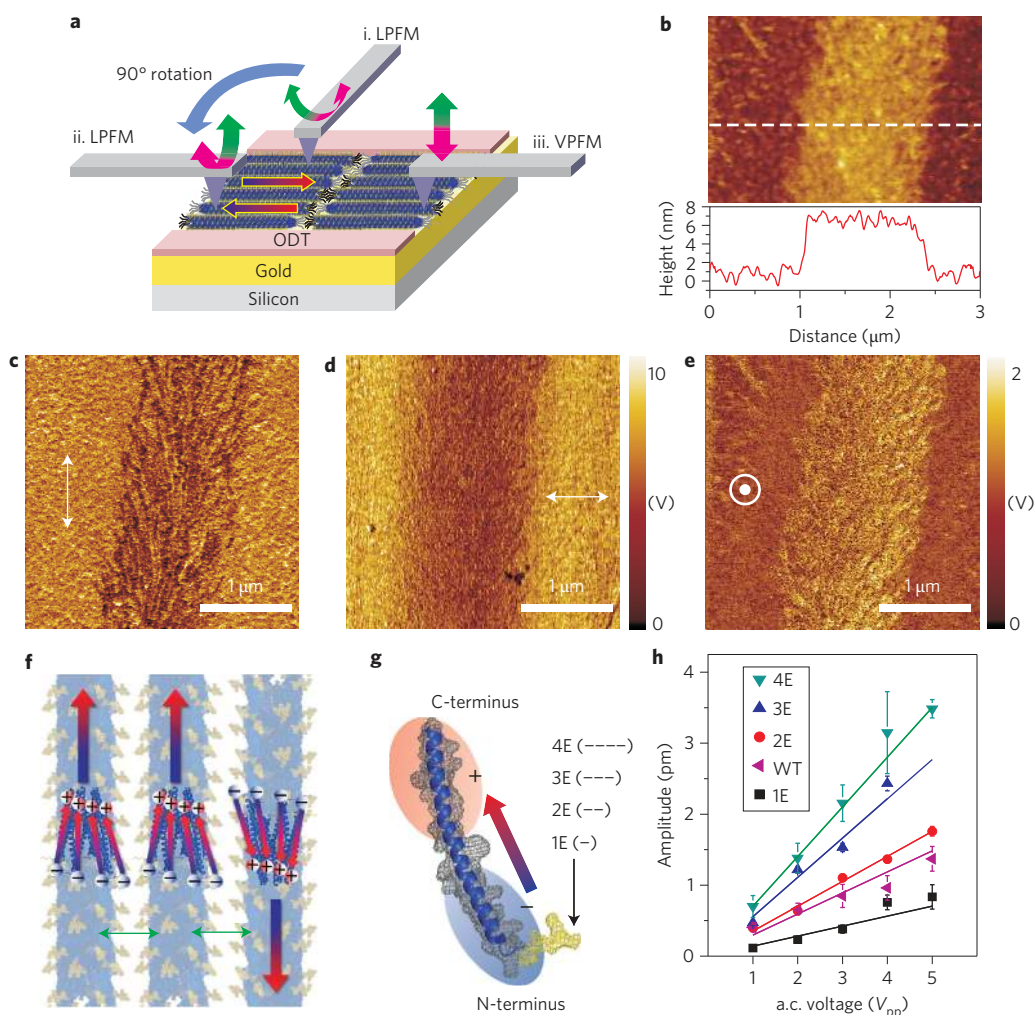 a
i. LPFM
90° rotation
ii. LPFM
iii. VPFM
ODT
Gold
Silicon
b
Height (nm)
8
6
4
2
0
0 1 2 3
Distance (μm)
c
1 μm
d
1 μm
10
(V)
0
e
1 μm
2
(V)
0
f
+ + + + + + + + - - - -
- - - - - - - - + + + +
g
C-terminus
+
4E (----)
3E (---)
2E (--)
1E (-)
-
N-terminus
h
Amplitude (pm)
4
3
2
1
0
4E
3E
2E
WT
1E
1 2 3 4 5
a.c. voltage (Vpp)